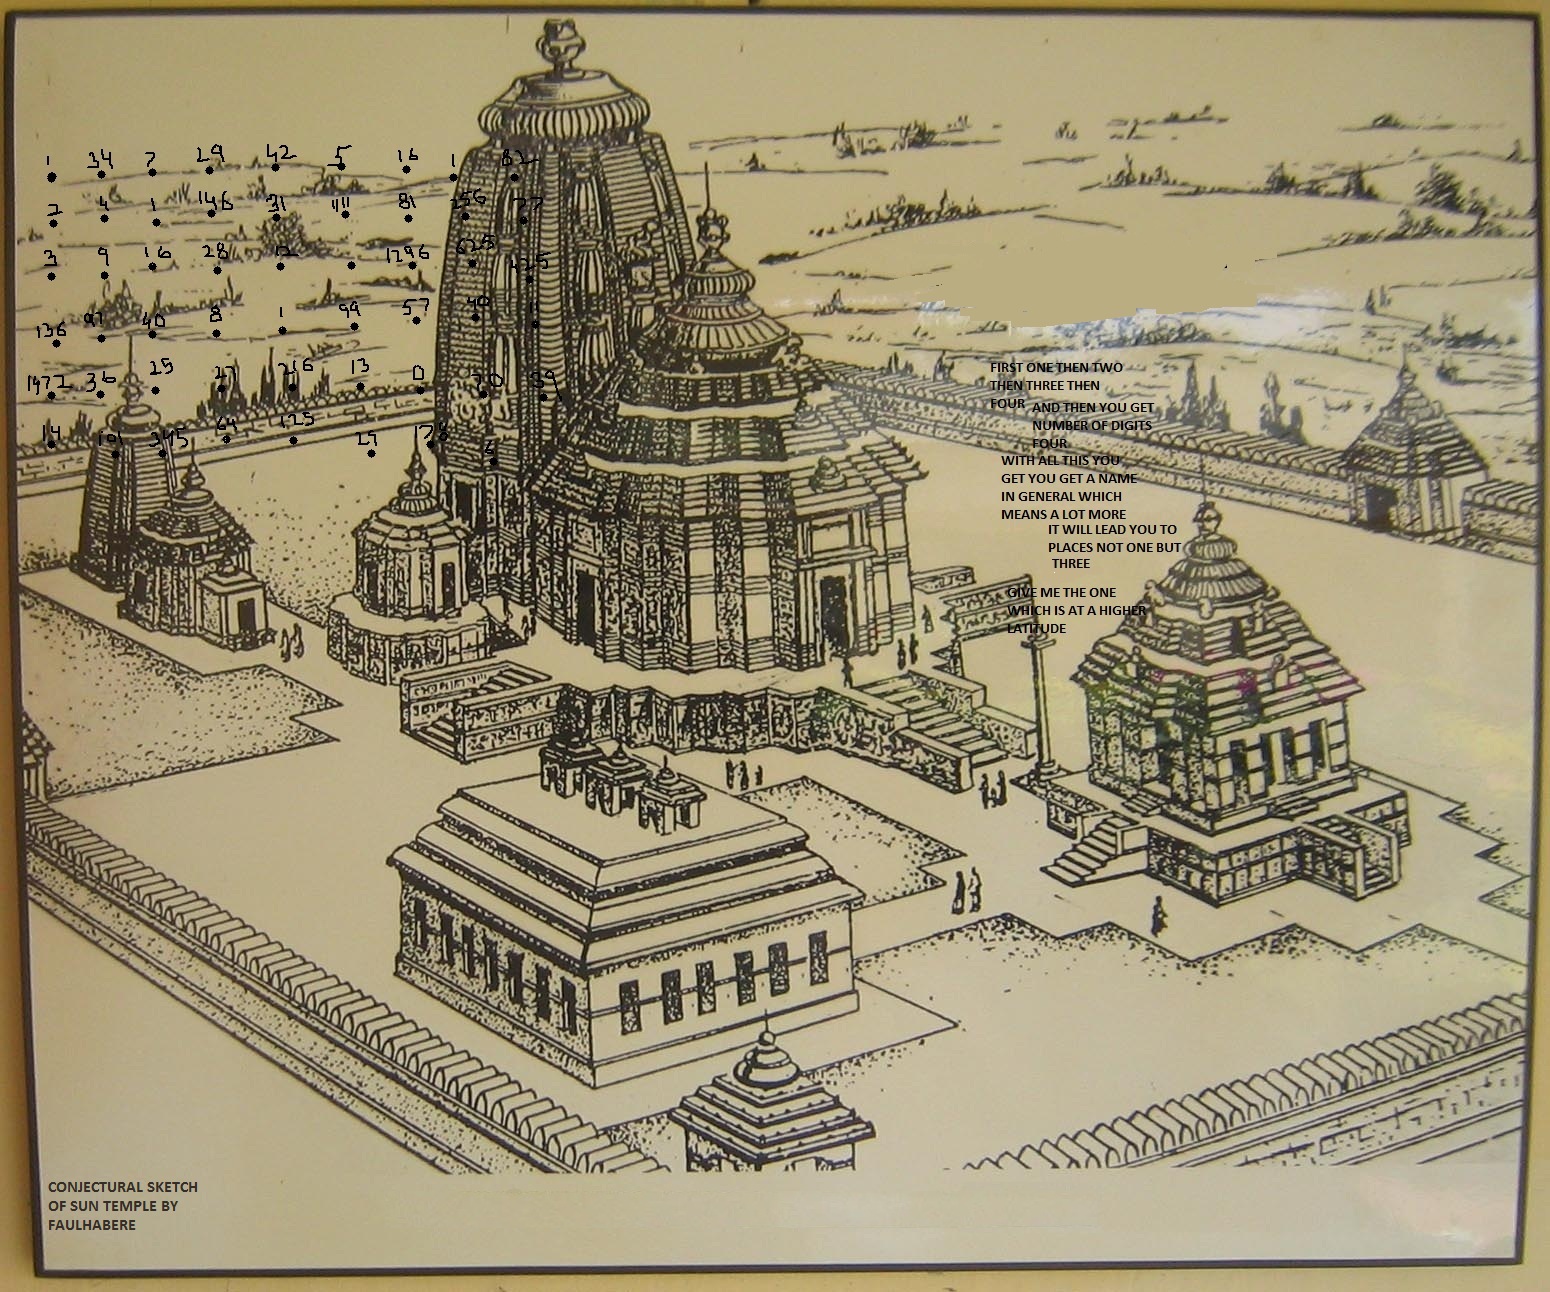 1 34 7 29 42 5 16 1 82
2 4 1 146 31 111 81 256 77
3 9 16 28 12 1296 625 425
136 97 40 8 1 99 57 40 11
1472 36 25 27 216 13 0 70 39
14 101 345 64 125 27
FIRST ONE THEN TWO
THEN THREE THEN
FOUR
AND THEN YOU GET
NUMBER OF DIGITS
FOUR
WITH ALL THIS YOU
GET YOU GET A NAME
IN GENERAL WHICH
MEANS A LOT MORE
IT WILL LEAD YOU TO
PLACES NOT ONE BUT
THREE
GIVE ME THE ONE
WHICH IS AT A HIGHER
LATITUDE
CONJECTURAL SKETCH
OF SUN TEMPLE BY
FAULHABERE